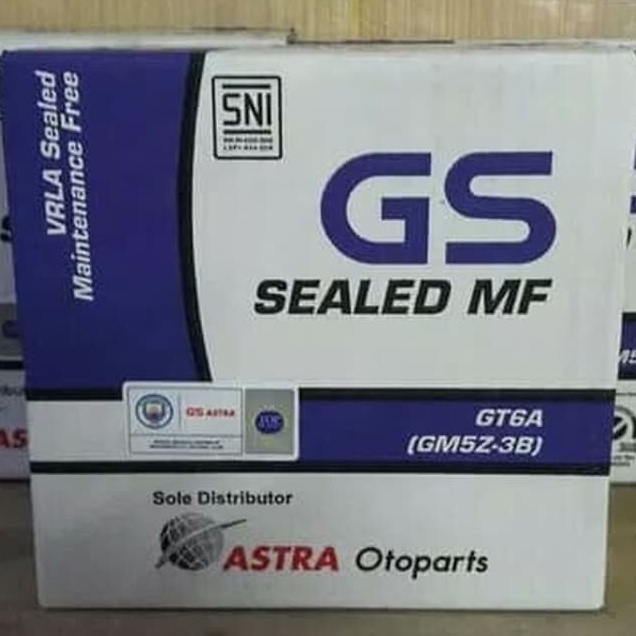 VRLA Sealed
Maintenance Free
SNI
GS
SEALED MF
GS ASTRA
GT6A
(GM5Z-3B)
Sole Distributor
ASTRA Otoparts